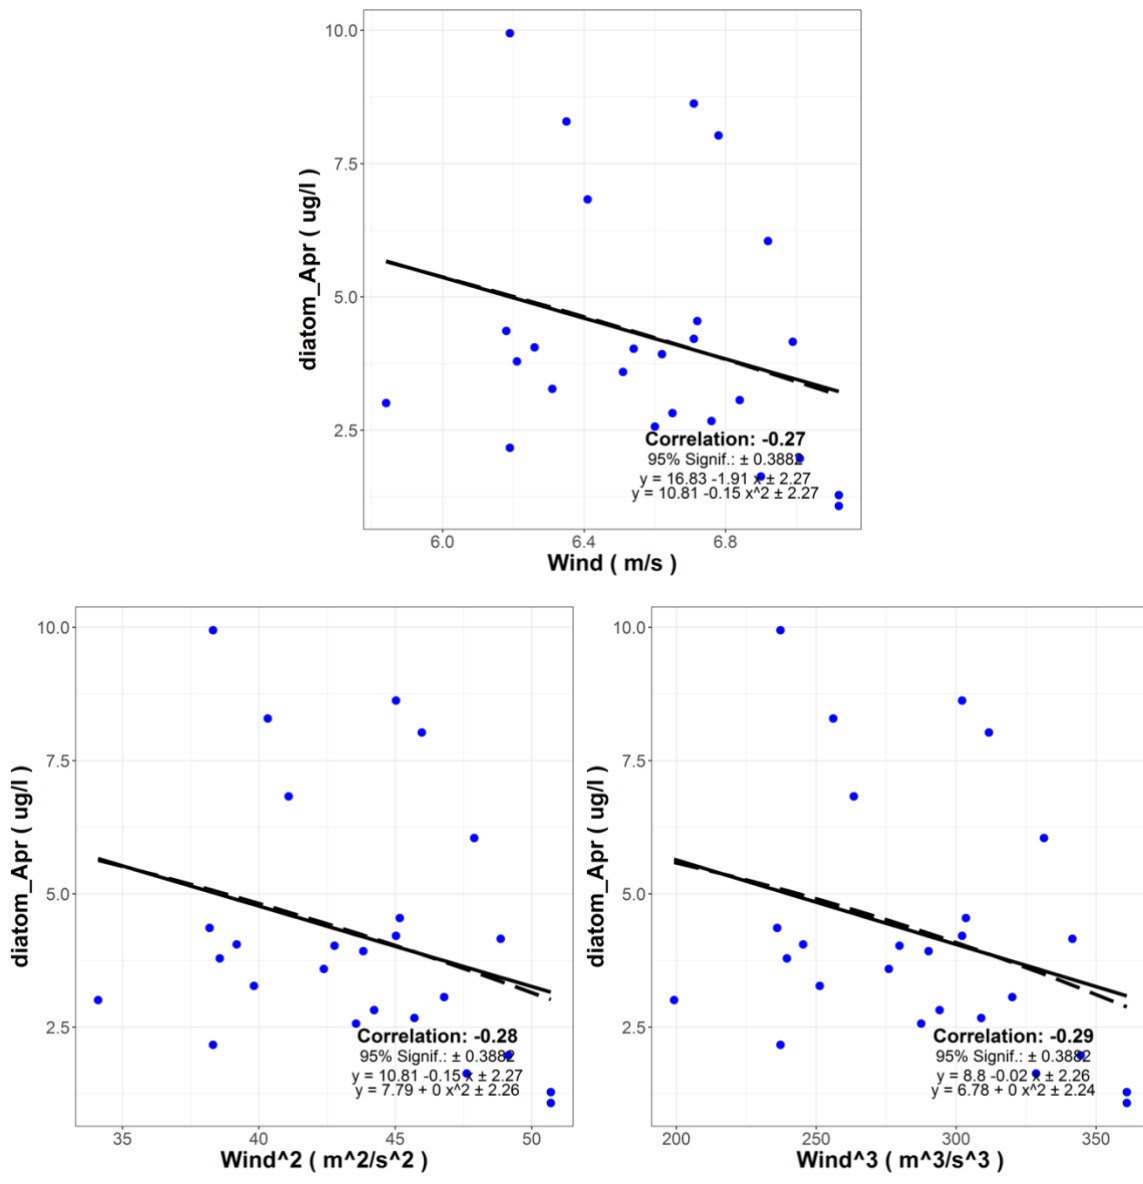 10.0
7.5
5.0
2.5
diatom_Apr ( ug/l )
Correlation: -0.27
95% Signif.: ± 0.3882
y = 16.83 -1.91 x ± 2.27
y = 10.81 -0.15 x^2 ± 2.27
6.0 6.4 6.8
Wind ( m/s )
10.0
7.5
5.0
2.5
diatom_Apr ( ug/l )
Correlation: -0.28
95% Signif.: ± 0.3882
y = 10.81 -0.15 x ± 2.27
y = 7.79 + 0 x^2 ± 2.26
35 40 45 50
Wind^2 ( m^2/s^2 )
10.0
7.5
5.0
2.5
diatom_Apr ( ug/l )
Correlation: -0.29
95% Signif.: ± 0.3882
y = 8.8 -0.02 x ± 2.26
y = 6.78 + 0 x^2 ± 2.24
200 250 300 350
Wind^3 ( m^3/s^3 )